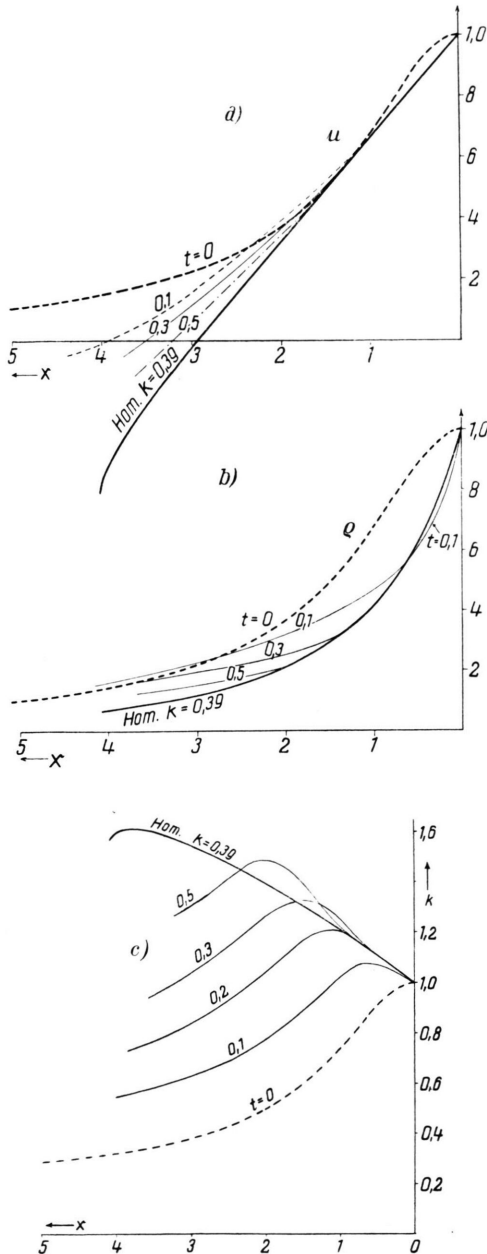 a)
u
1,0
8
6
4
2
t=0
0,1
0,3
0,5
Hom. k=0,39
5 4 3 2 1
← x
b)
ϱ
1,0
8
6
4
2
t=0,1
t=0
0,1
0,3
0,5
Hom. k=0,39
5 4 3 2 1
← x
c)
Hom. k=0,39
0,5
0,3
0,2
0,1
t=0
1,6
→ k
1,2
1,0
0,8
0,6
0,4
0,2
5 4 3 2 1 0
← x